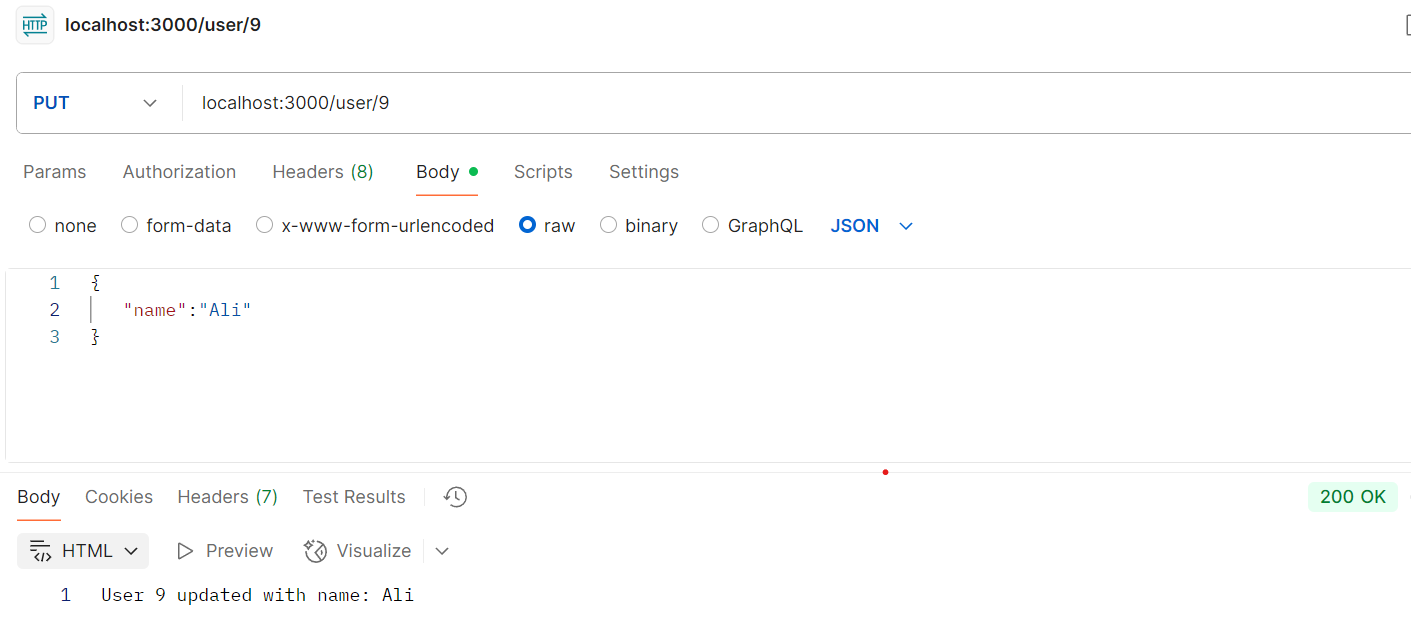 HTTP localhost:3000/user/9
PUT localhost:3000/user/9
Params Authorization Headers (8) Body Scripts Settings
none form-data x-www-form-urlencoded raw binary GraphQL JSON
1 {
2 "name":"Ali"
3 }
Body Cookies Headers (7) Test Results 200 OK
HTML Preview Visualize
1 User 9 updated with name: Ali